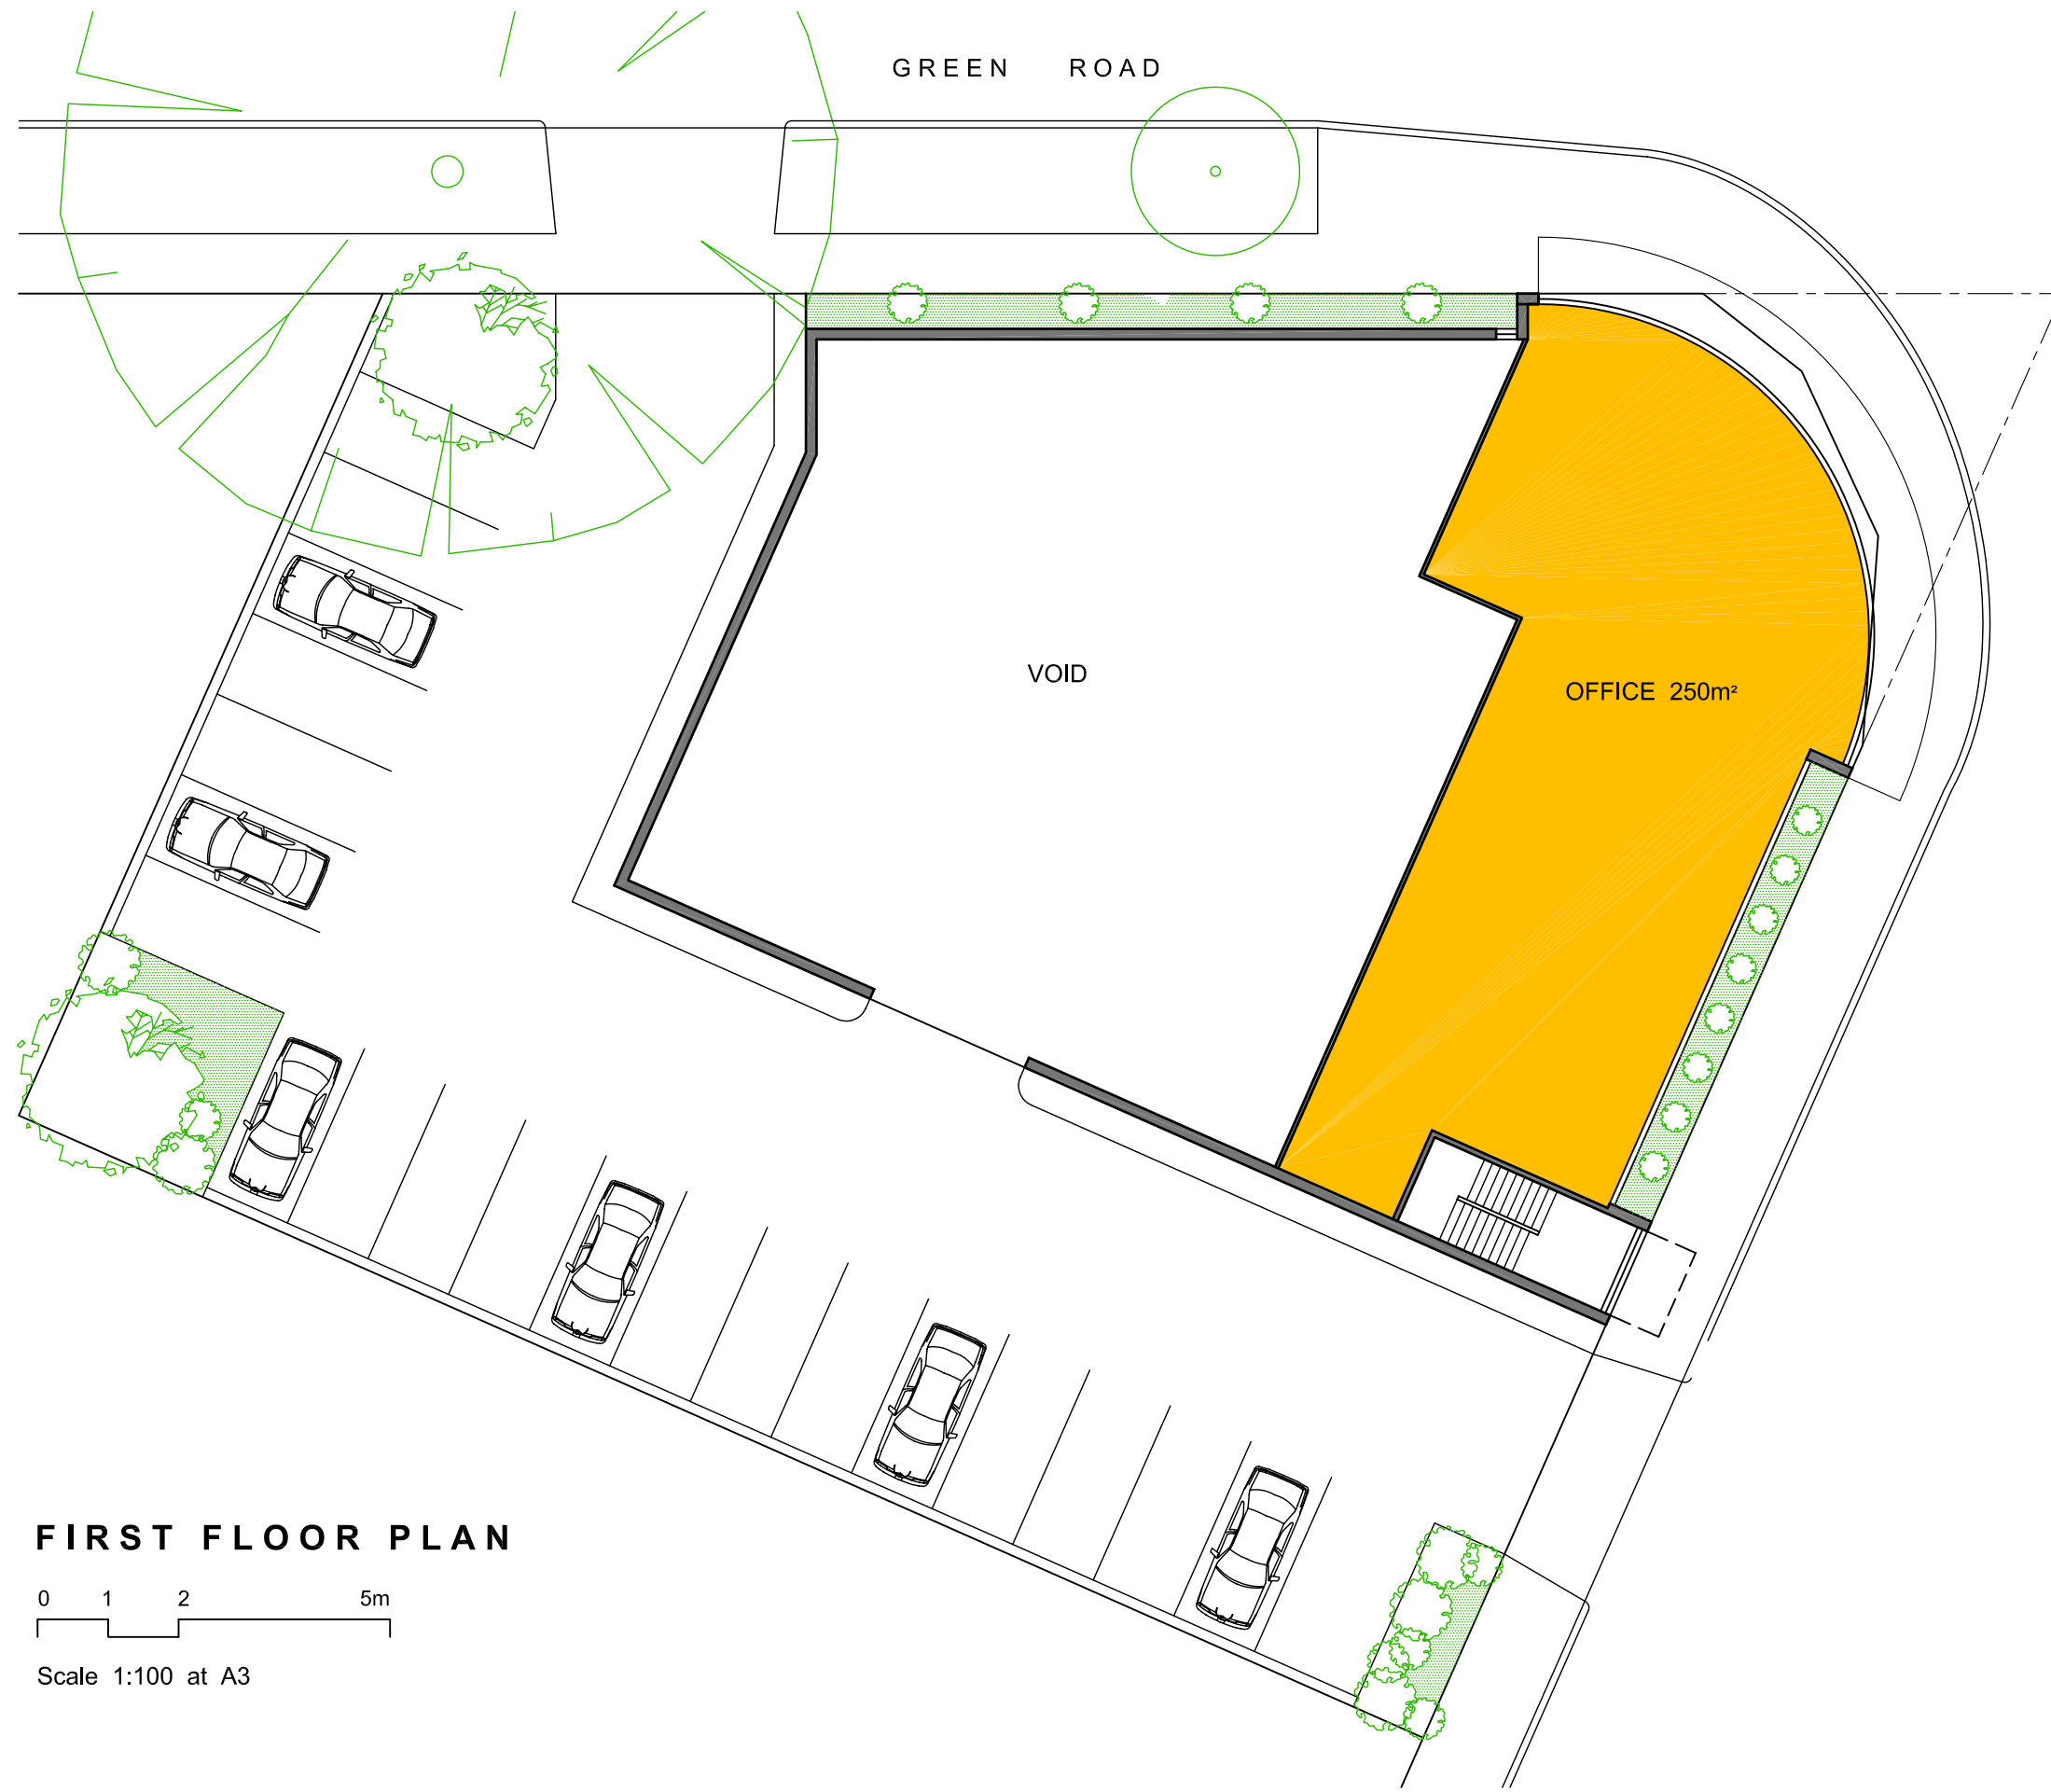 GREEN ROAD
VOID
OFFICE 250m²
FIRST FLOOR PLAN
0 1 2 5m
Scale 1:100 at A3